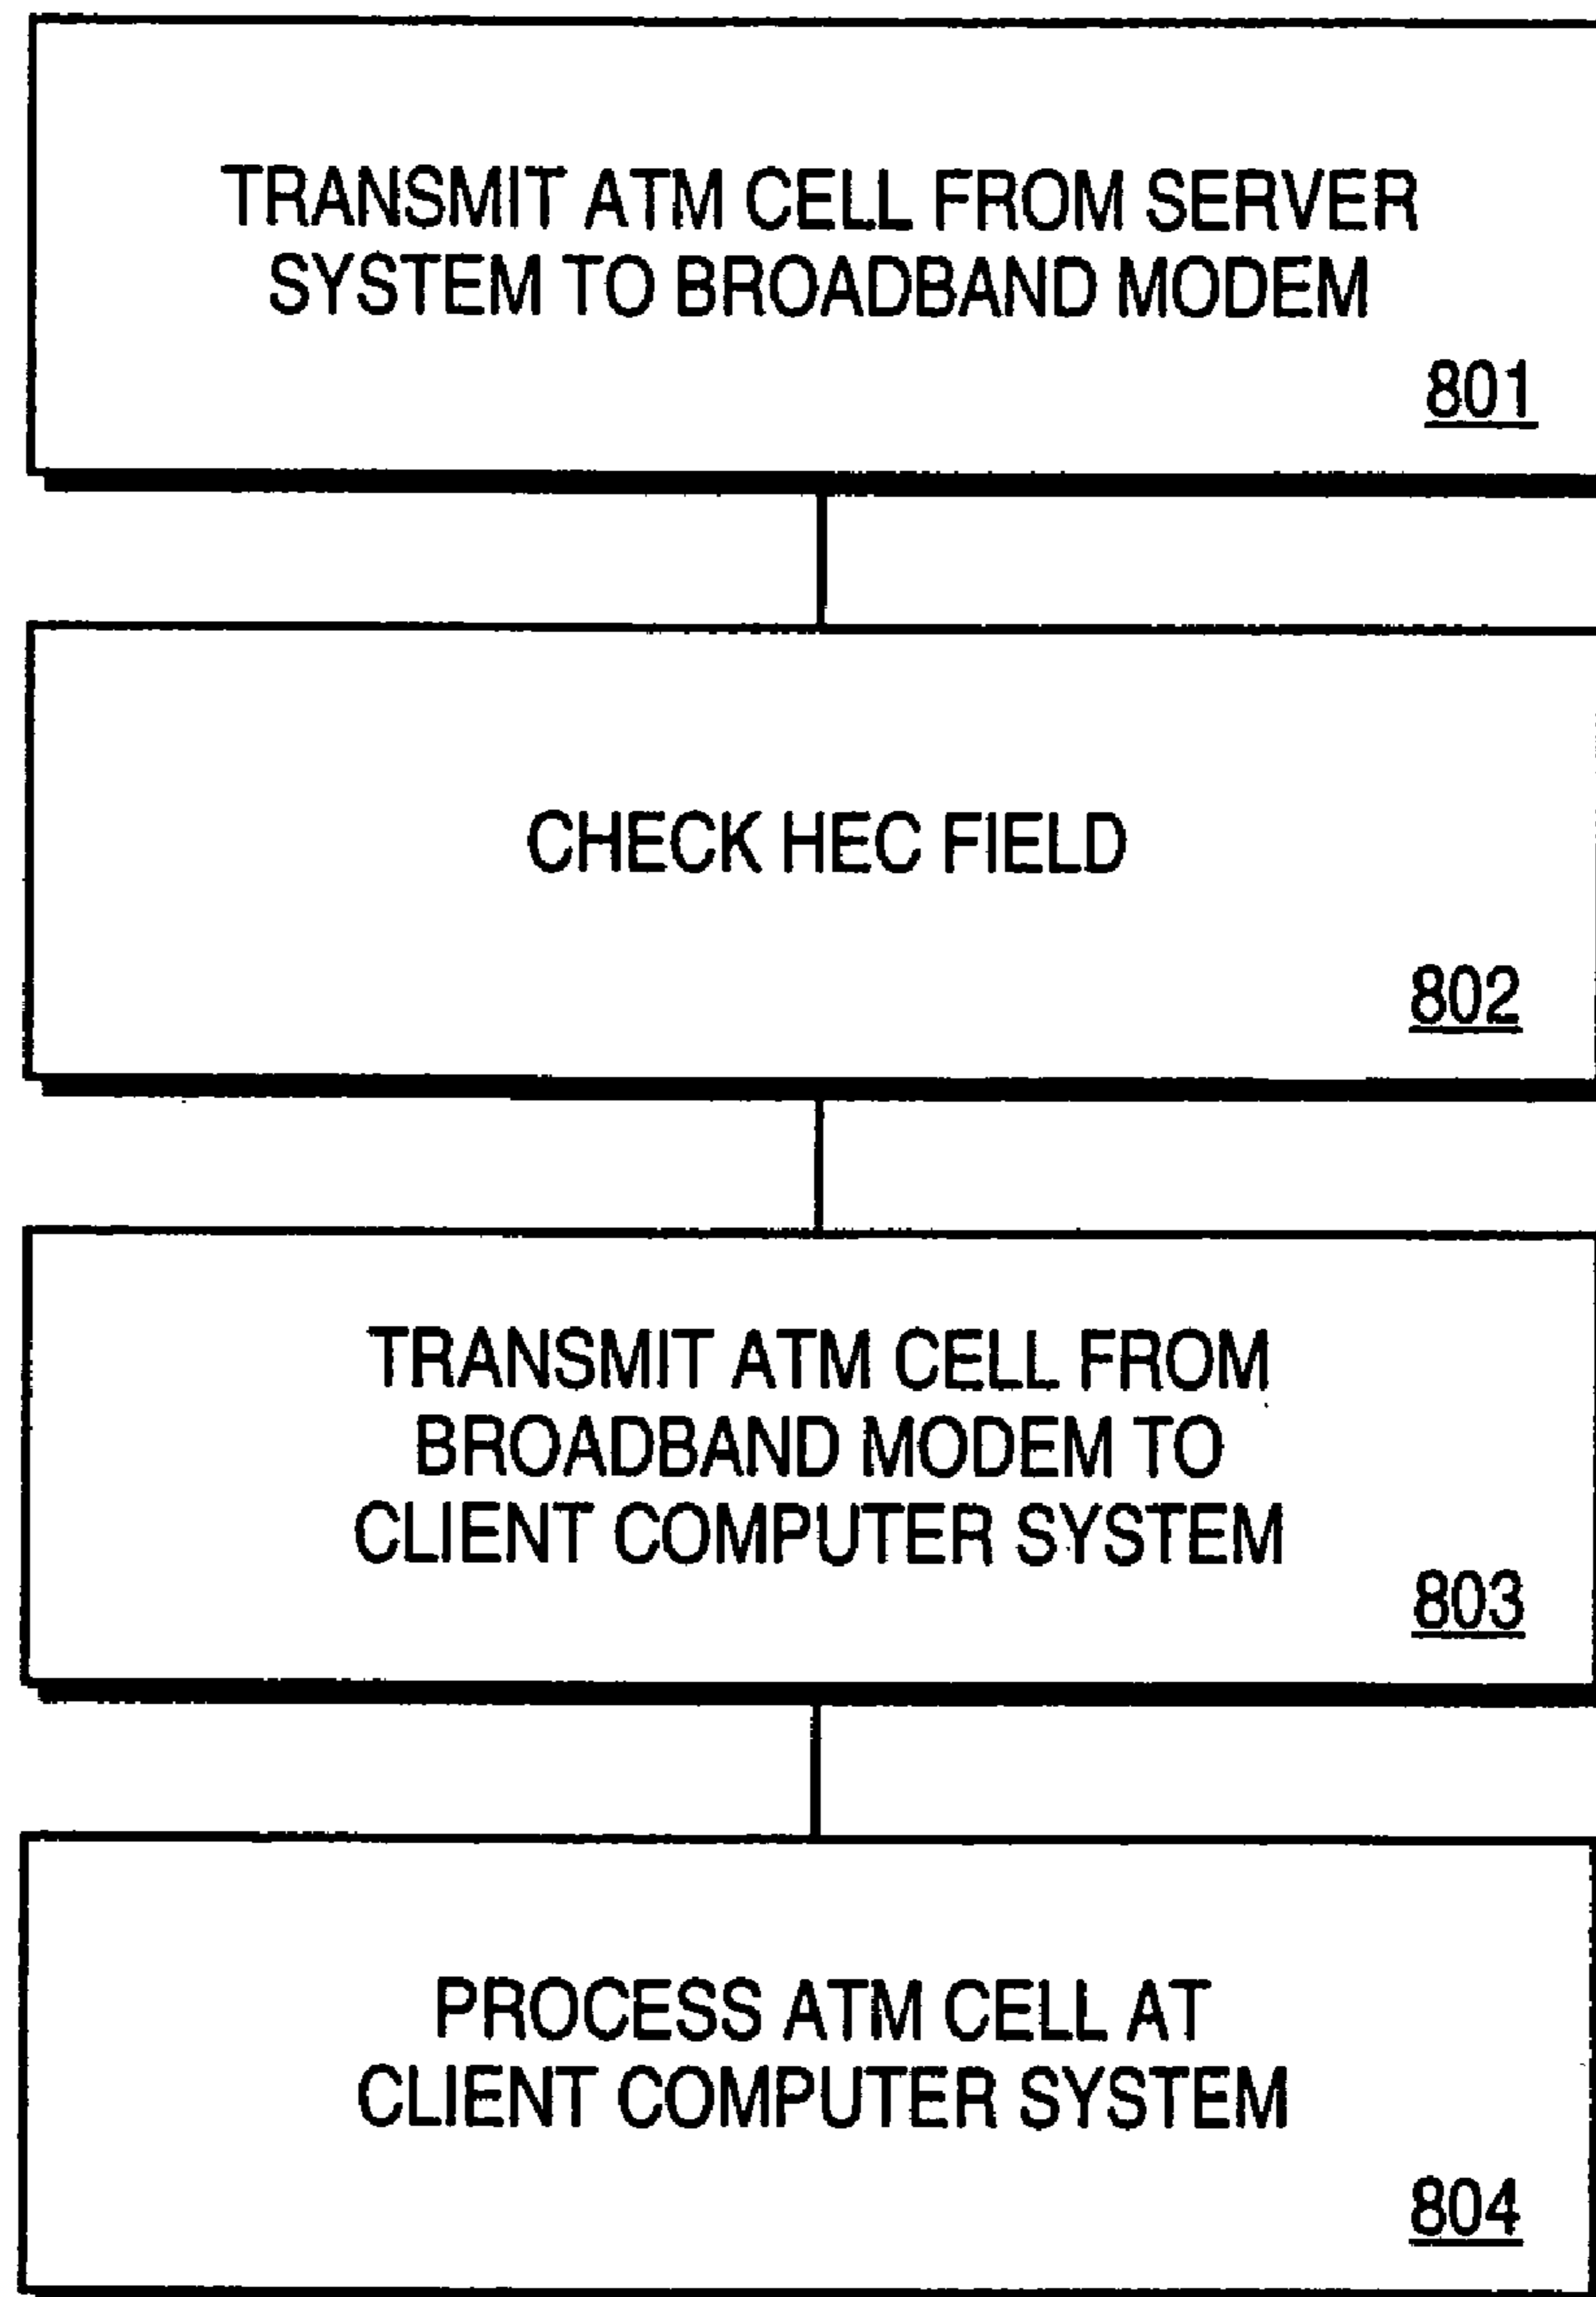 TRANSMIT ATM CELL FROM SERVER
SYSTEM TO BROADBAND MODEM
801
CHECK HEC FIELD
802
TRANSMIT ATM CELL FROM
BROADBAND MODEM TO
CLIENT COMPUTER SYSTEM
803
PROCESS ATM CELL AT
CLIENT COMPUTER SYSTEM
804